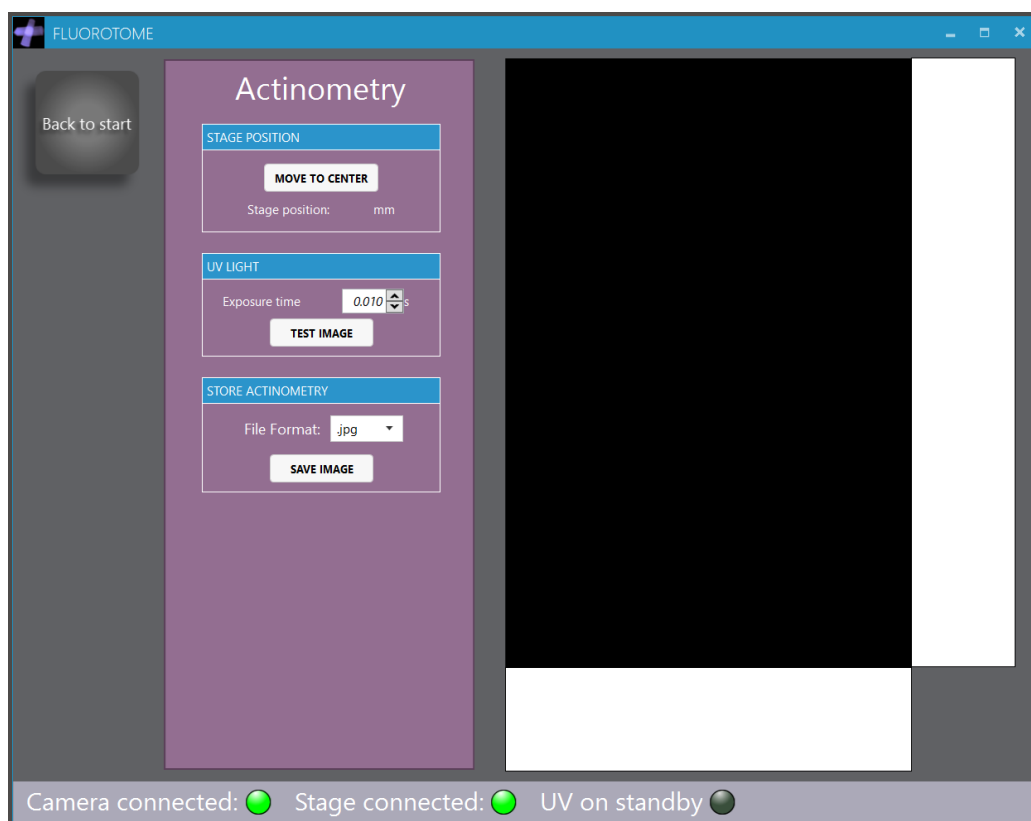 FLUOROTOME
Back to start
Actinometry
STAGE POSITION
MOVE TO CENTER
Stage position: mm
UV LIGHT
Exposure time 0.010 s
TEST IMAGE
STORE ACTINOMETRY
File Format: .jpg
SAVE IMAGE
Camera connected: Stage connected: UV on standby